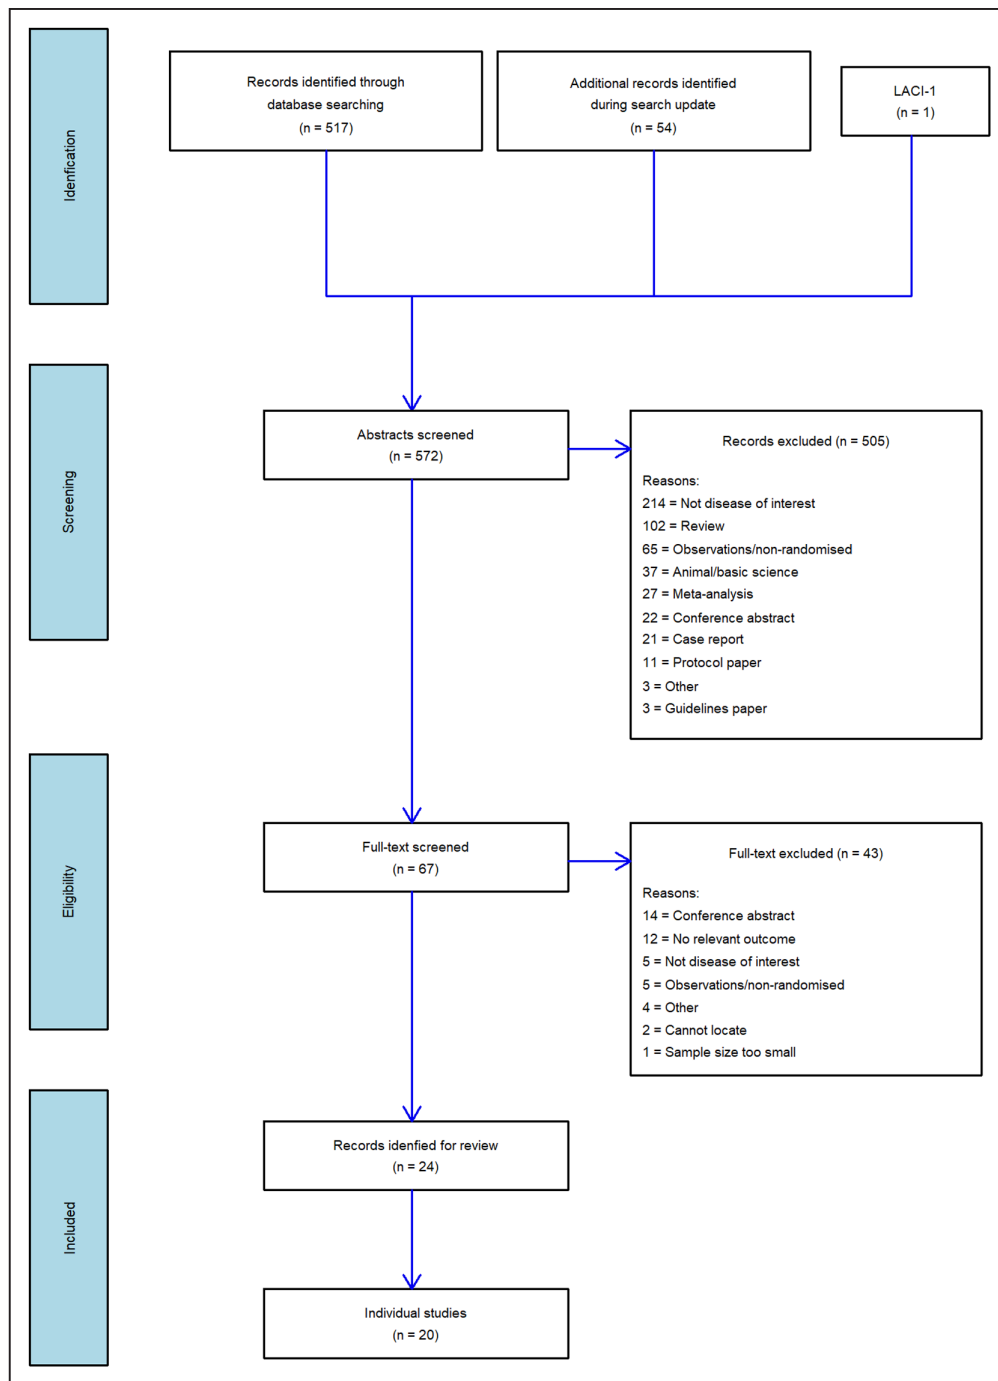 Idenfication
Records identified through
database searching
(n = 517)
Additional records identified
during search update
(n = 54)
LACI-1
(n = 1)
Screening
Abstracts screened
(n = 572)
Records excluded (n = 505)
Reasons:
214 = Not disease of interest
102 = Review
65 = Observations/non-randomised
37 = Animal/basic science
27 = Meta-analysis
22 = Conference abstract
21 = Case report
11 = Protocol paper
3 = Other
3 = Guidelines paper
Eligibility
Full-text screened
(n = 67)
Full-text excluded (n = 43)
Reasons:
14 = Conference abstract
12 = No relevant outcome
5 = Not disease of interest
5 = Observations/non-randomised
4 = Other
2 = Cannot locate
1 = Sample size too small
Included
Records idenfied for review
(n = 24)
Individual studies
(n = 20)